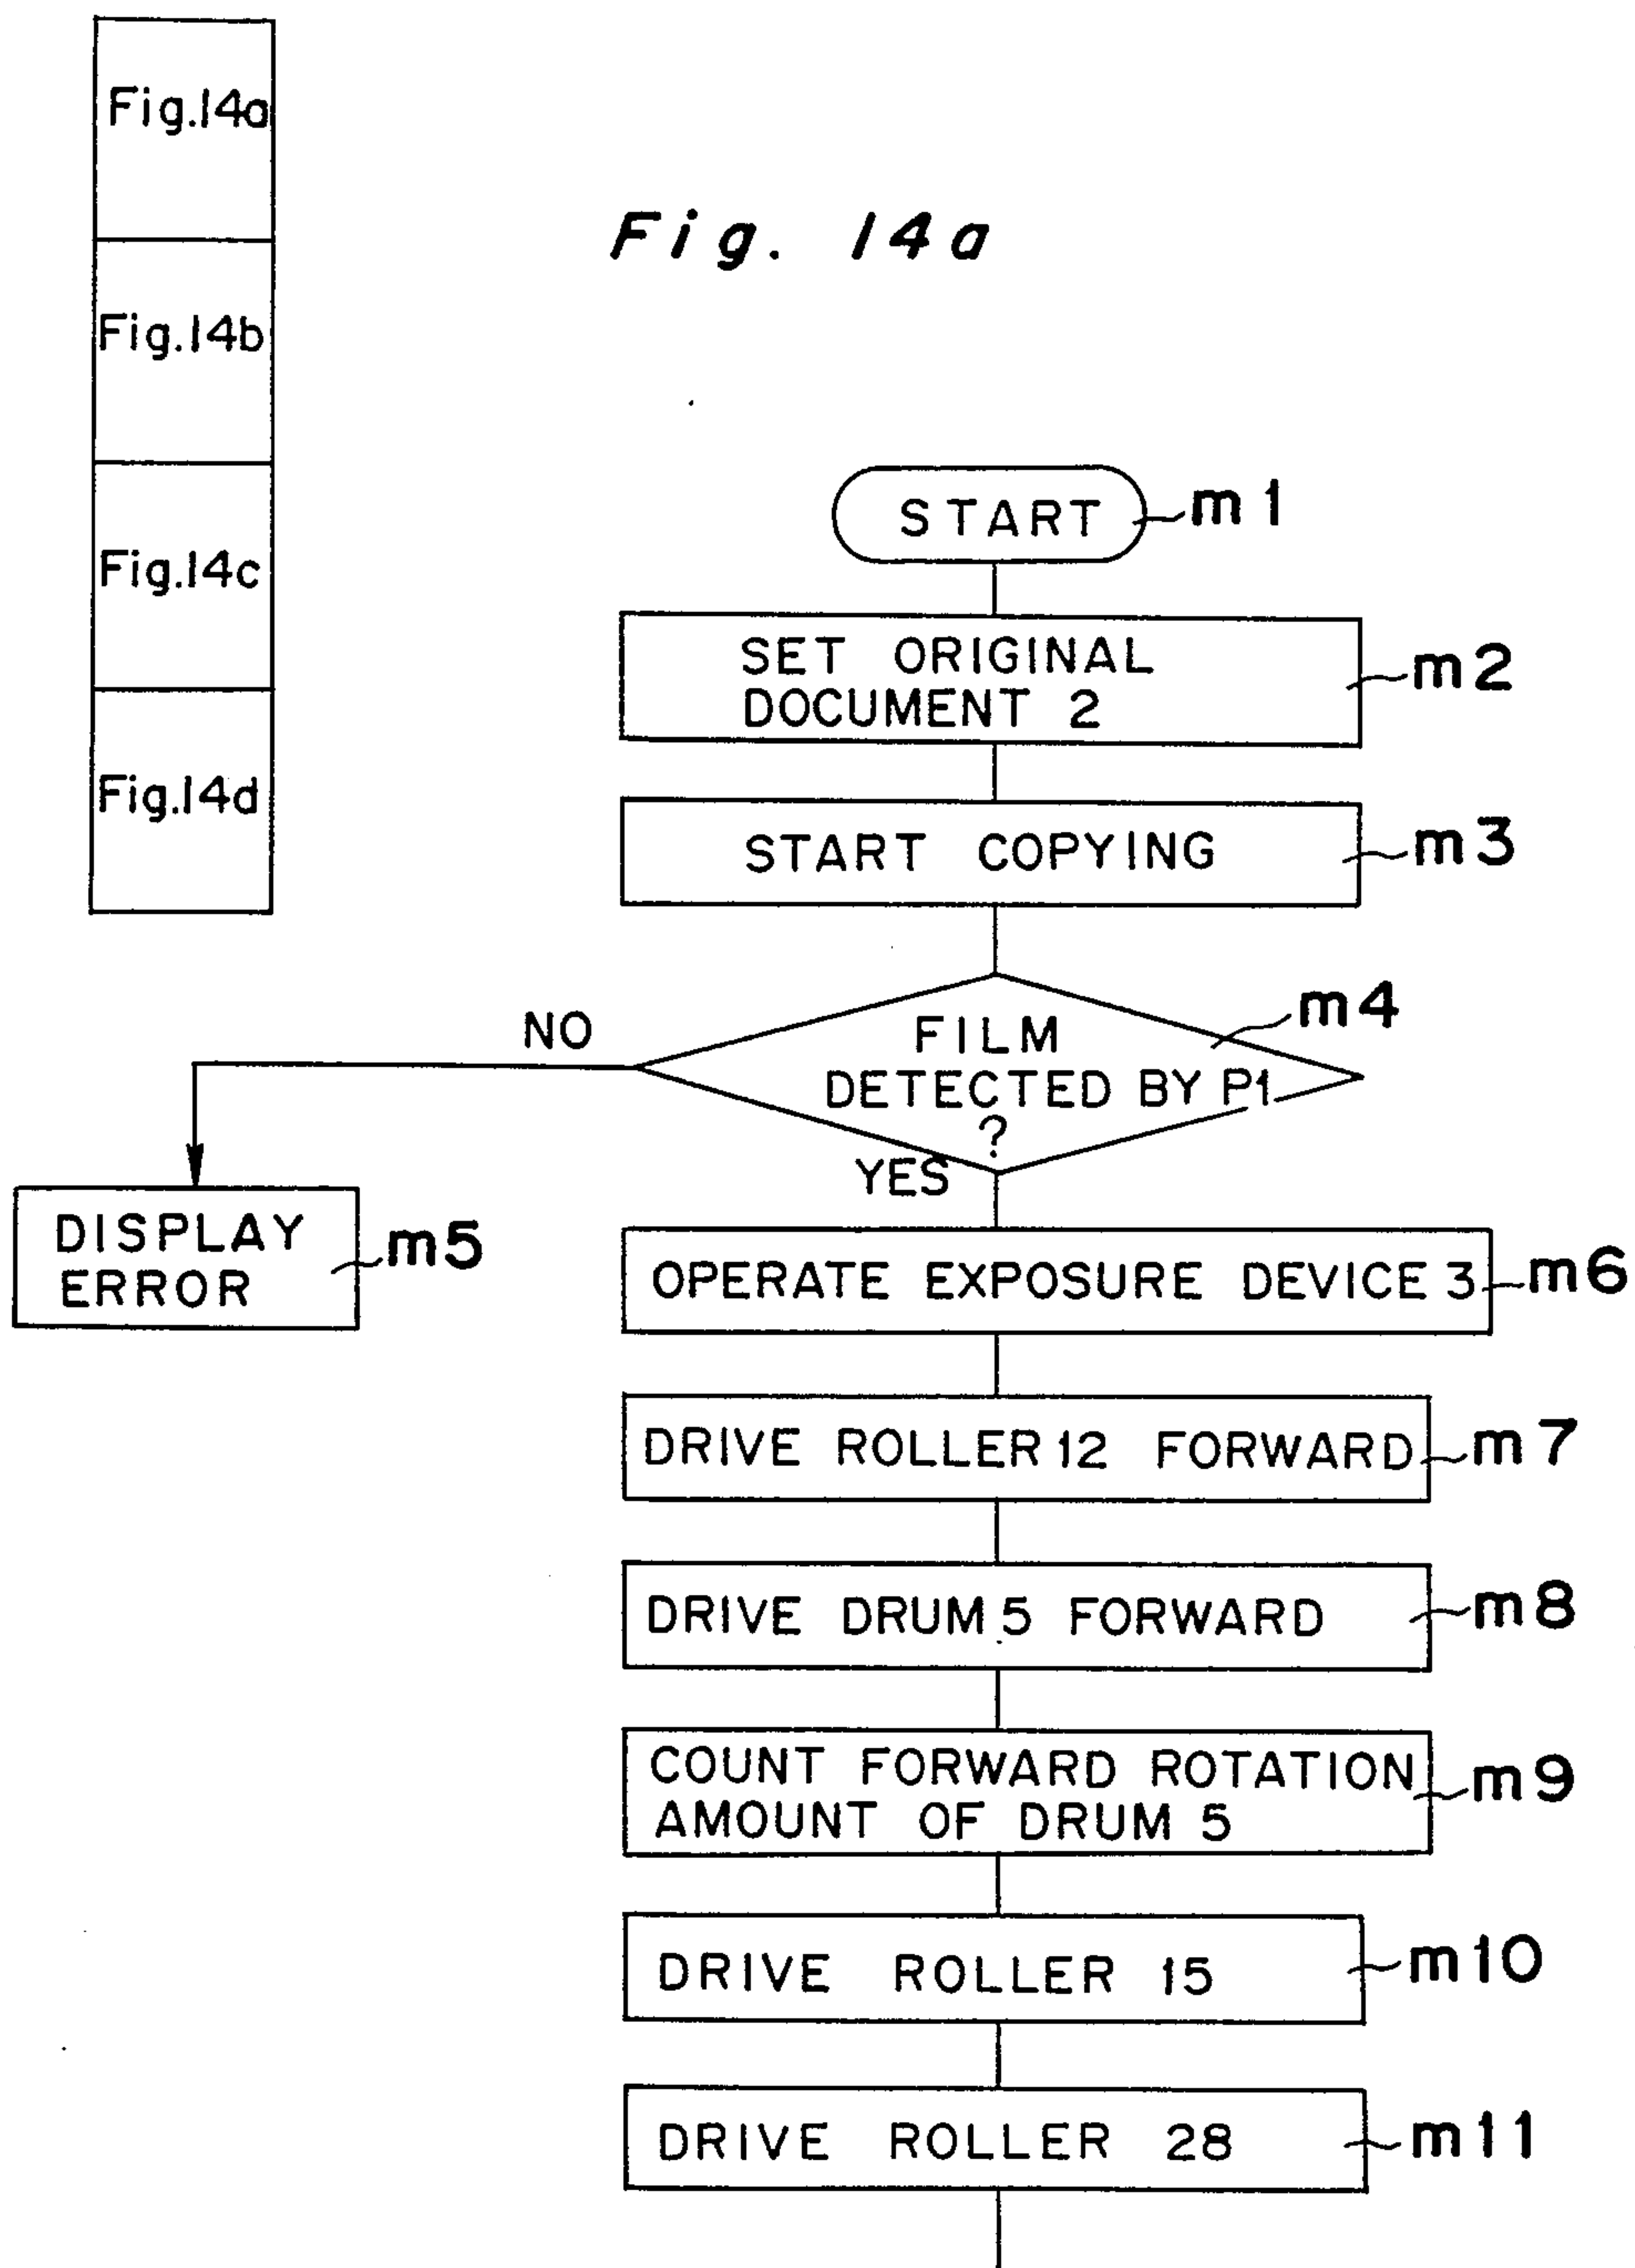 Fig.14a
Fig.14b
Fig.14c
Fig.14d
Fig. 14a
START
m1
SET ORIGINAL
DOCUMENT 2
m2
START COPYING
m3
FILM
DETECTED BY P1
?
m4
NO
YES
DISPLAY
ERROR
m5
OPERATE EXPOSURE DEVICE 3
m6
DRIVE ROLLER 12 FORWARD
m7
DRIVE DRUM 5 FORWARD
m8
COUNT FORWARD ROTATION
AMOUNT OF DRUM 5
m9
DRIVE ROLLER 15
m10
DRIVE ROLLER 28
m11